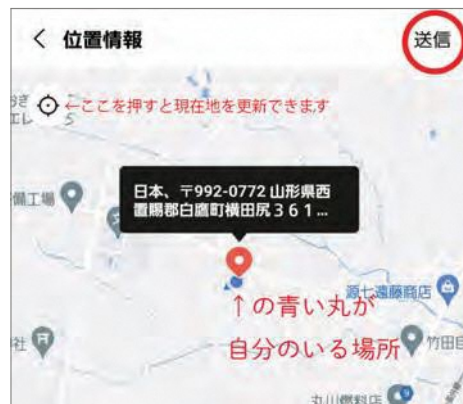 位置情報
送信
←ここを押すと現在地を更新できます
日本、〒992-0772 山形県西
置賜郡白鷹町横田尻３６１...
源七遠藤商店
↑の青い丸が
自分のいる場所
竹田自
丸川燃料店